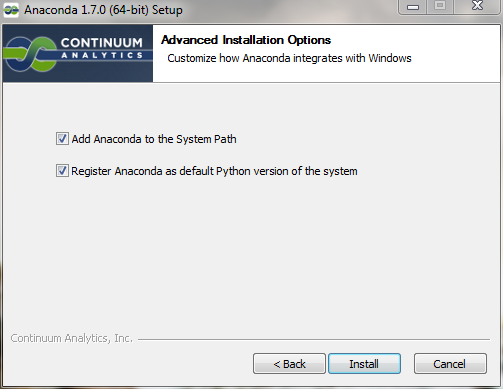 Anaconda 1.7.0 (64-bit) Setup
CONTINUUM
ANALYTICS
Advanced Installation Options
Customize how Anaconda integrates with Windows
Add Anaconda to the System Path
Register Anaconda as default Python version of the system
Continuum Analytics, Inc.
< Back
Install
Cancel